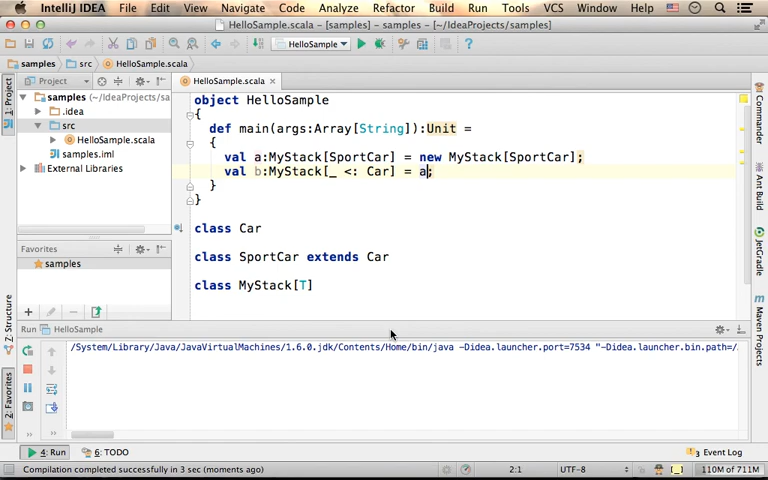 IntelliJ IDEA File Edit View Navigate Code Analyze Refactor Build Run Tools VCS Window Help
HelloSample.scala - [samples] - samples - [~/IdeaProjects/samples]
HelloSample
samples src HelloSample.scala
Project
HelloSample.scala
samples (~/IdeaProjects/sa
.idea
src
HelloSample.scala
samples.iml
External Libraries
Favorites
samples
1: Project
Z: Structure
2: Favorites
object HelloSample
{
def main(args:Array[String]):Unit =
{
val a:MyStack[SportCar] = new MyStack[SportCar];
val b:MyStack[_ <: Car] = a;
}
}
class Car
class SportCar extends Car
class MyStack[T]
Commander
Ant Build
JetGradle
Maven Projects
Run HelloSample
/System/Library/Java/JavaVirtualMachines/1.6.0.jdk/Contents/Home/bin/java -Didea.launcher.port=7534 "-Didea.launcher.bin.path=/
4: Run 6: TODO Event Log
Compilation completed successfully in 3 sec (moments ago) 2:1 UTF-8 110M of 711M